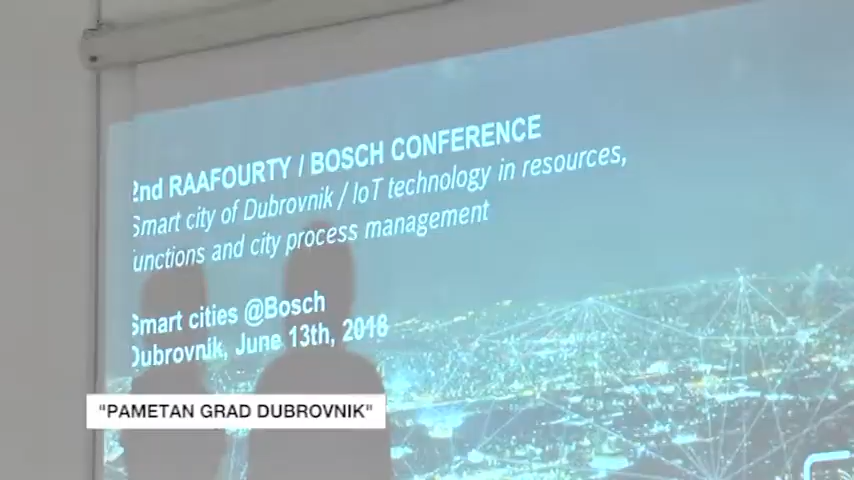 2nd RAAFOURTY / BOSCH CONFERENCE
Smart city of Dubrovnik / IoT technology in resources,
functions and city process management
Smart cities @Bosch
Dubrovnik, June 13th, 2018
"PAMETAN GRAD DUBROVNIK"